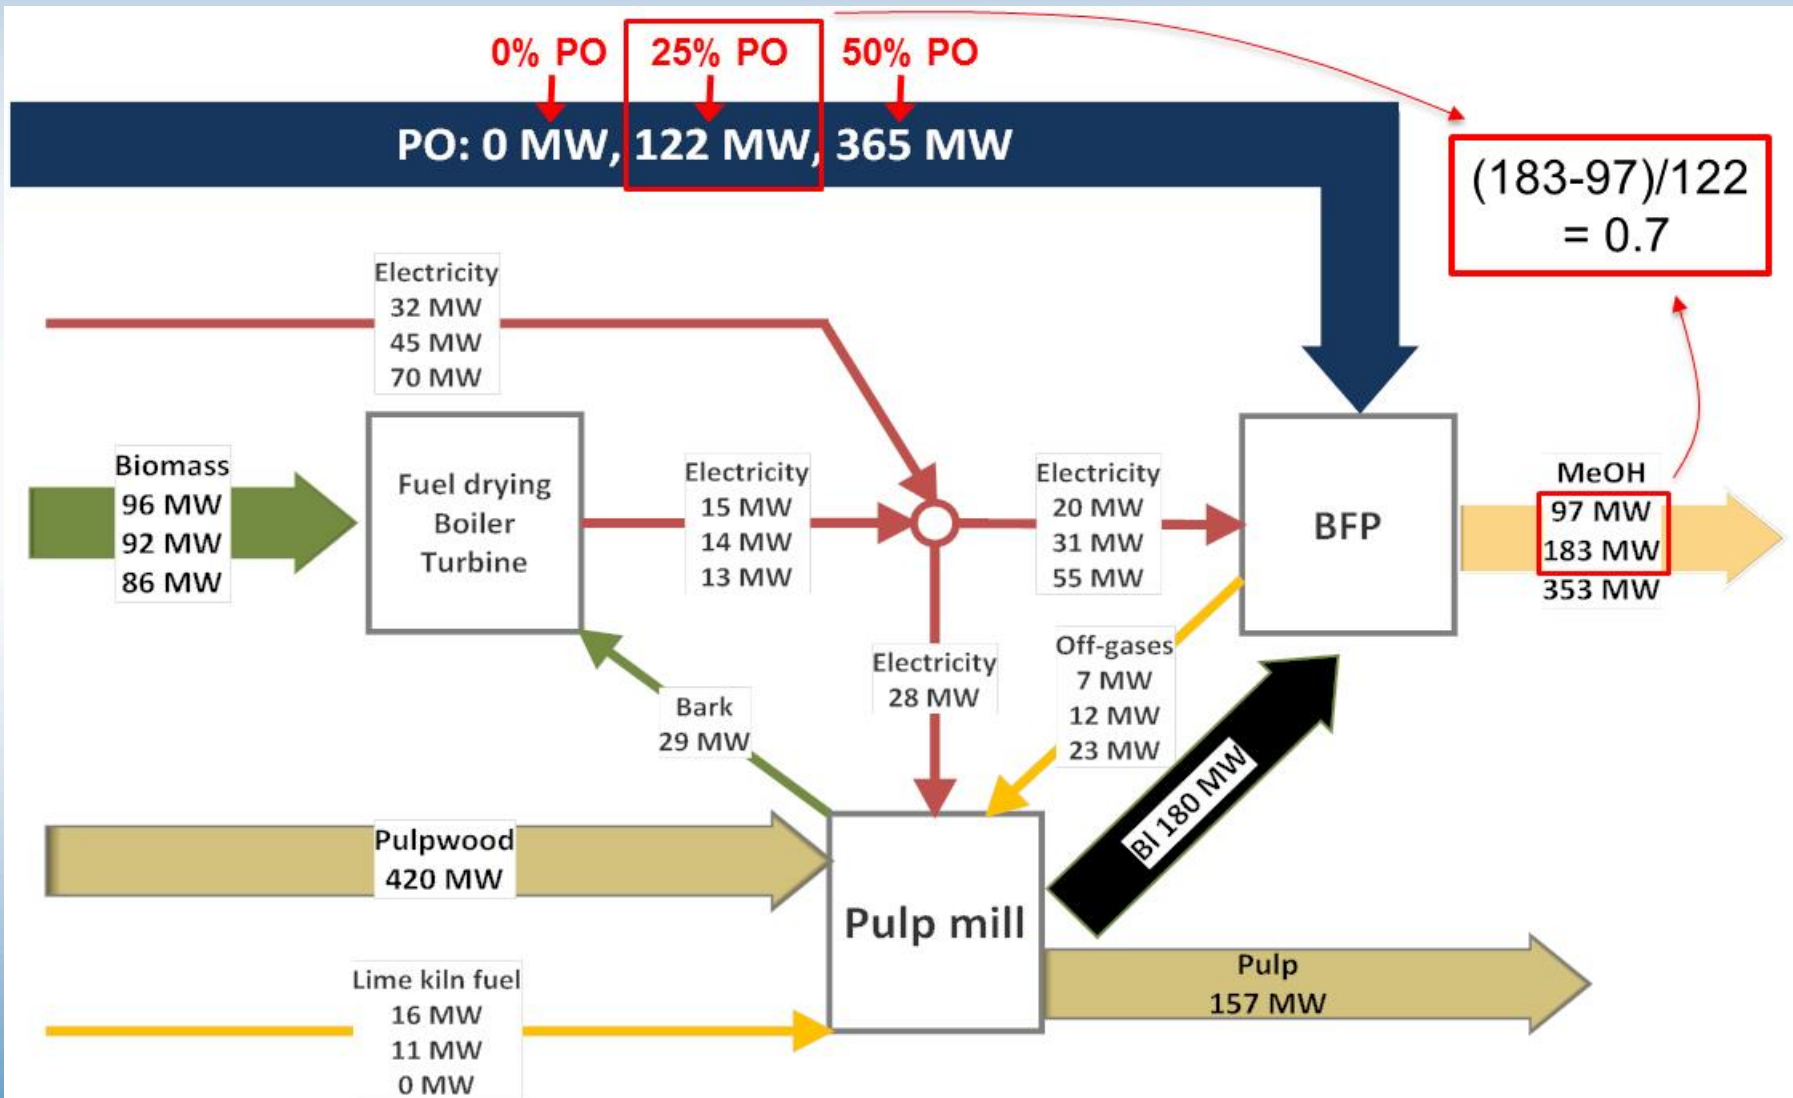 0% PO
25% PO
50% PO
PO: 0 MW, 122 MW, 365 MW
(183-97)/122
= 0.7
Electricity
32 MW
45 MW
70 MW
Biomass
96 MW
92 MW
86 MW
Fuel drying
Boiler
Turbine
Electricity
15 MW
14 MW
13 MW
Electricity
20 MW
31 MW
55 MW
BFP
MeOH
97 MW
183 MW
353 MW
Electricity
28 MW
Off-gases
7 MW
12 MW
23 MW
Bark
29 MW
Bl 180 MW
Pulpwood
420 MW
Pulp mill
Pulp
157 MW
Lime kiln fuel
16 MW
11 MW
0 MW